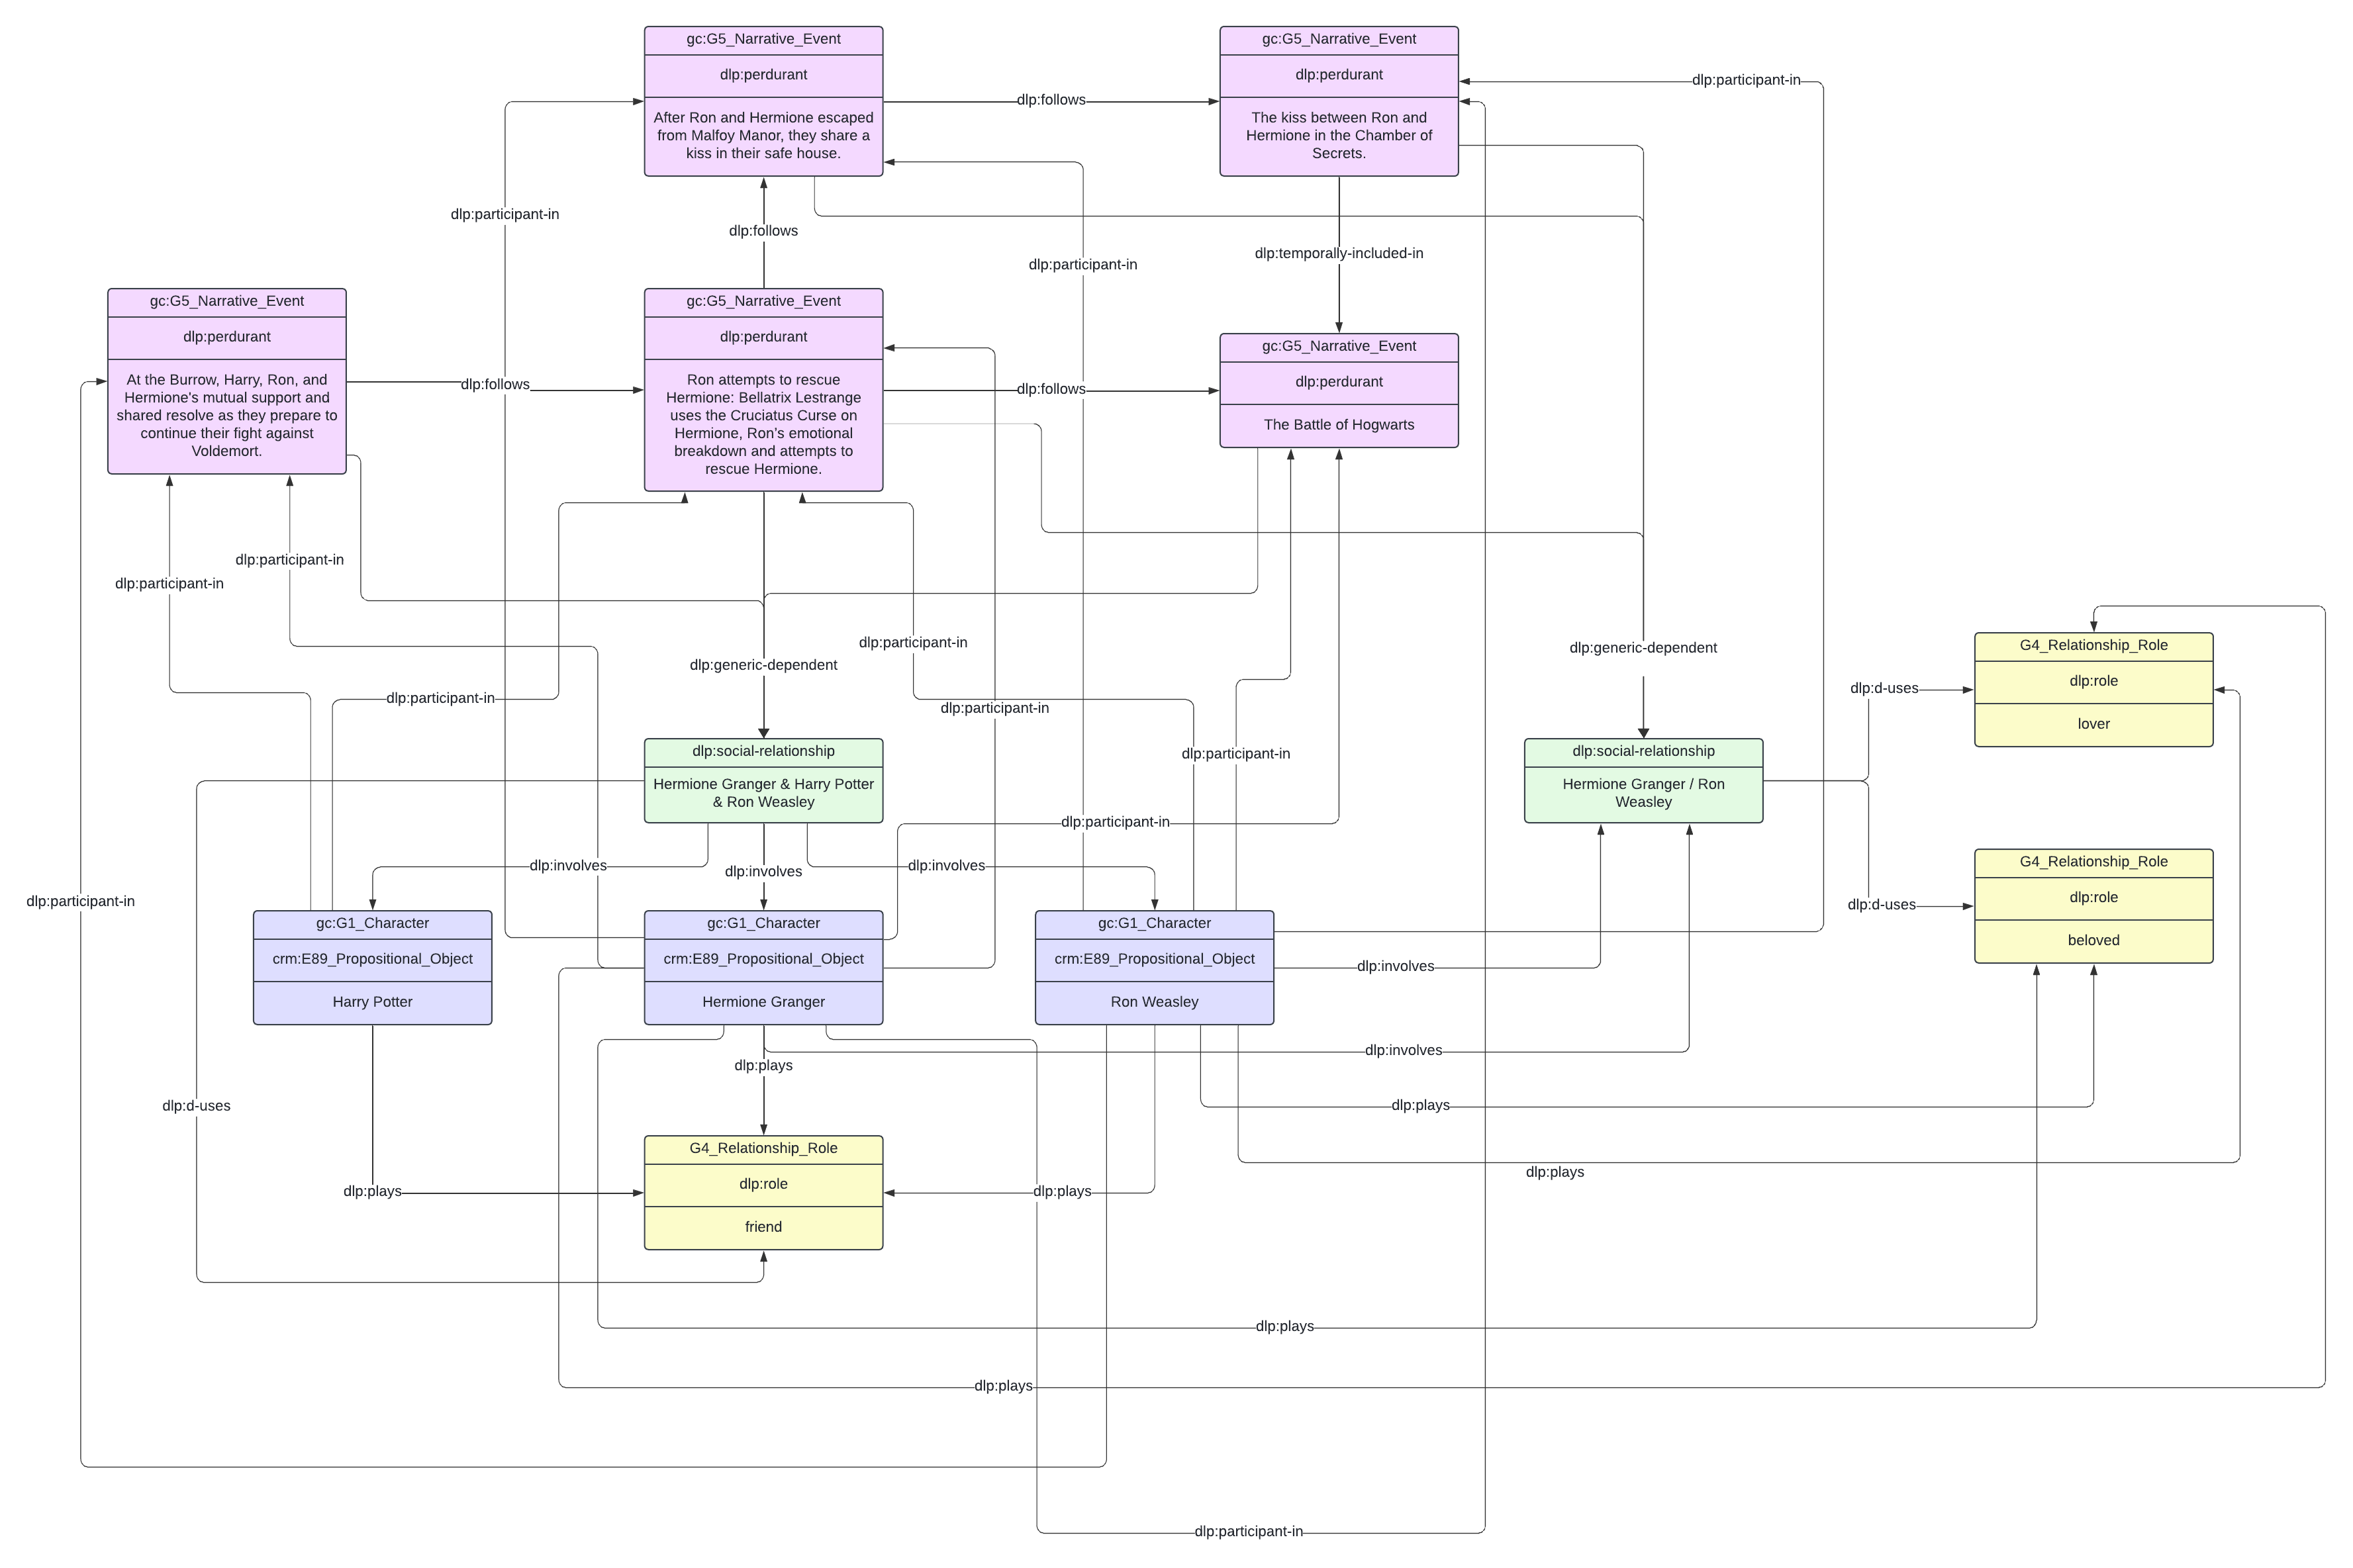 gc:G5_Narrative_Event
dlp:perdurant
After Ron and Hermione escaped
from Malfoy Manor, they share a
kiss in their safe house.
dlp:follows
gc:G5_Narrative_Event
dlp:perdurant
The kiss between Ron and
Hermione in the Chamber of
Secrets.
dlp:participant-in
dlp:participant-in
dlp:follows
dlp:participant-in
dlp:temporally-included-in
gc:G5_Narrative_Event
dlp:perdurant
At the Burrow, Harry, Ron, and
Hermione's mutual support and
shared resolve as they prepare to
continue their fight against
Voldemort.
dlp:follows
gc:G5_Narrative_Event
dlp:perdurant
Ron attempts to rescue
Hermione: Bellatrix Lestrange
uses the Cruciatus Curse on
Hermione, Ron’s emotional
breakdown and attempts to
rescue Hermione.
dlp:follows
gc:G5_Narrative_Event
dlp:perdurant
The Battle of Hogwarts
dlp:participant-in
dlp:participant-in
dlp:participant-in
dlp:generic-dependent
dlp:participant-in
dlp:participant-in
dlp:participant-in
dlp:generic-dependent
G4_Relationship_Role
dlp:role
lover
dlp:d-uses
dlp:social-relationship
Hermione Granger & Harry Potter
& Ron Weasley
dlp:social-relationship
Hermione Granger / Ron
Weasley
dlp:participant-in
dlp:involves
dlp:involves
dlp:involves
dlp:d-uses
G4_Relationship_Role
dlp:role
beloved
dlp:participant-in
gc:G1_Character
crm:E89_Propositional_Object
Harry Potter
gc:G1_Character
crm:E89_Propositional_Object
Hermione Granger
gc:G1_Character
crm:E89_Propositional_Object
Ron Weasley
dlp:involves
dlp:involves
dlp:plays
dlp:d-uses
dlp:plays
G4_Relationship_Role
dlp:role
friend
dlp:plays
dlp:plays
dlp:plays
dlp:plays
dlp:plays
dlp:participant-in